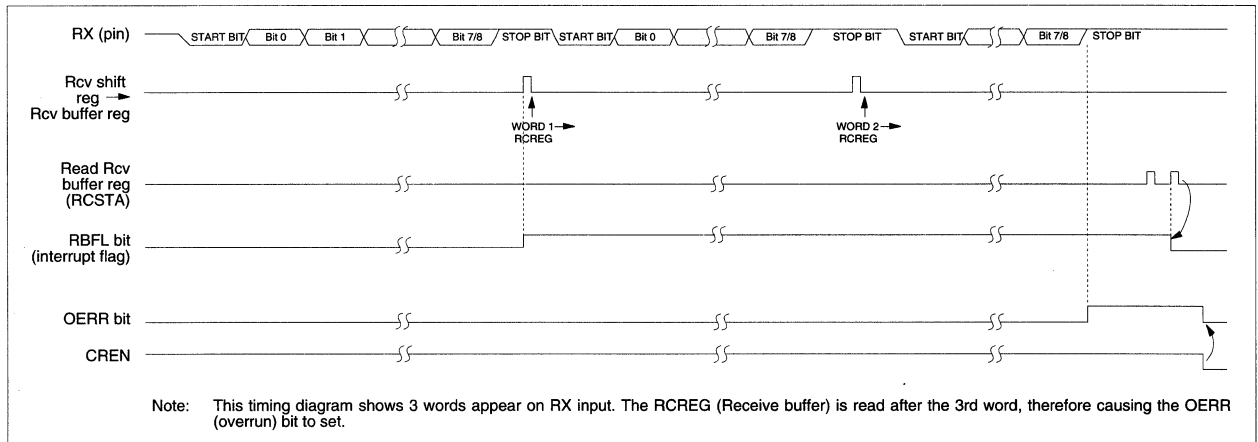 RX (pin)
START BIT Bit 0 Bit 1 Bit 7/8 STOP BIT START BIT Bit 0 Bit 7/8 STOP BIT START BIT Bit 7/8 STOP BIT
Rcv shift
reg
Rcv buffer reg
WORD 1
RCREG
WORD 2
RCREG
Read Rcv
buffer reg
(RCSTA)
RBFL bit
(interrupt flag)
OERR bit
CREN
Note: This timing diagram shows 3 words appear on RX input. The RCREG (Receive buffer) is read after the 3rd word, therefore causing the OERR
(overrun) bit to set.